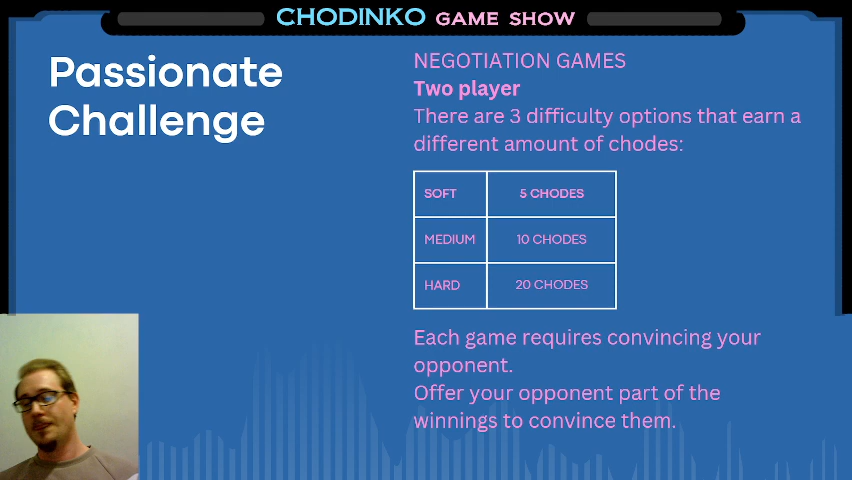 CHODINKO GAME SHOW
Passionate
Challenge
NEGOTIATION GAMES
Two player
There are 3 difficulty options that earn a
different amount of chodes:
SOFT 5 CHODES
MEDIUM 10 CHODES
HARD 20 CHODES
Each game requires convincing your
opponent.
Offer your opponent part of the
winnings to convince them.